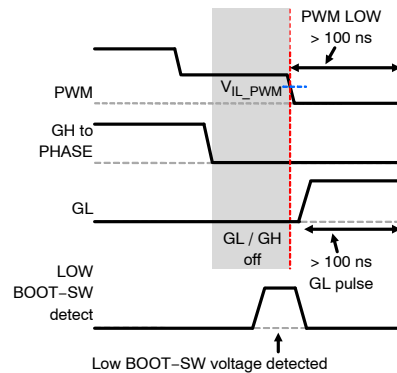 PWM LOW
> 100 ns
V_IL_PWM
PWM
GH to
PHASE
GL
GL / GH
off
> 100 ns
GL pulse
LOW
BOOT−SW
detect
Low BOOT−SW voltage detected